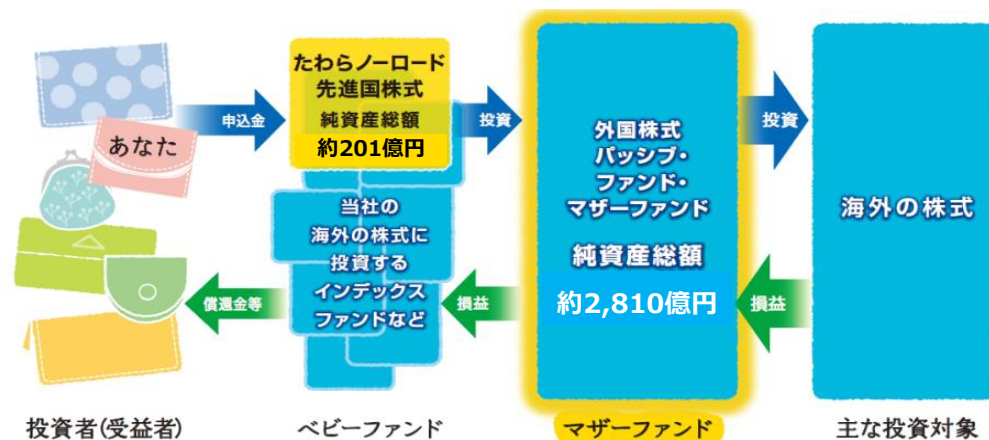 あなた
申込金
償還金等
投資者(受益者)
たわらノーロード
先進国株式
純資産総額
約201億円
当社の
海外の株式に
投資する
インデックス
ファンドなど
ベビーファンド
投資
損益
外国株式
パッシブ・
ファンド・
マザーファンド
純資産総額
約2,810億円
マザーファンド
投資
損益
海外の株式
主な投資対象